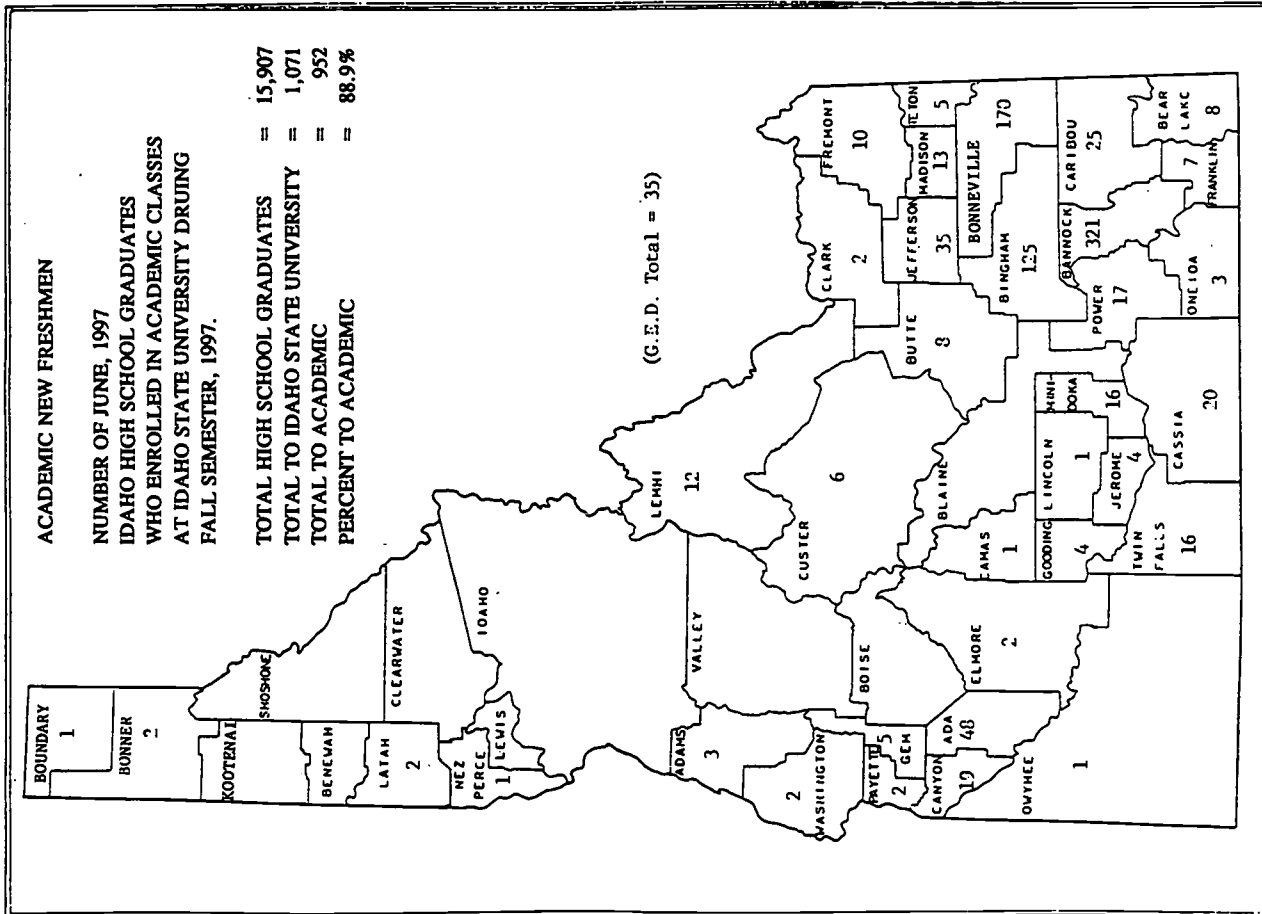 ACADEMIC NEW FRESHMEN
NUMBER OF JUNE, 1997
IDAHO HIGH SCHOOL GRADUATES
WHO ENROLLED IN ACADEMIC CLASSES
AT IDAHO STATE UNIVERSITY DRUING
FALL SEMESTER, 1997.
TOTAL HIGH SCHOOL GRADUATES = 15,907
TOTAL TO IDAHO STATE UNIVERSITY = 1,071
TOTAL TO ACADEMIC = 952
PERCENT TO ACADEMIC = 88.9%
(G.E.D. Total = 35)
BOUNDARY
1
BONNER
2
KOOTENAI
SHOSHONE
BENEWAH
LATAH
2
CLEARWATER
NEZ
PERCE
1
LEWIS
IDAHO
ADAMS
3
VALLEY
LEMHI
12
WASHINGTON
2
PAYETTE
2
GEM
5
BOISE
CUSTER
6
CLARK
2
FREMONT
10
BUTTE
8
JEFFERSON
35
MADISON
13
TETON
5
CANYON
19
ADA
48
ELMORE
2
CAMAS
1
BLAINE
BINGHAM
125
BONNEVILLE
170
OWYHEE
1
GOODING
4
LINCOLN
1
JEROME
4
MINI-
DOKA
16
POWER
17
BANNOCK
321
CARIBOU
25
TWIN
FALLS
16
CASSIA
20
ONEIDA
3
FRANKLIN
7
BEAR
LAKE
8